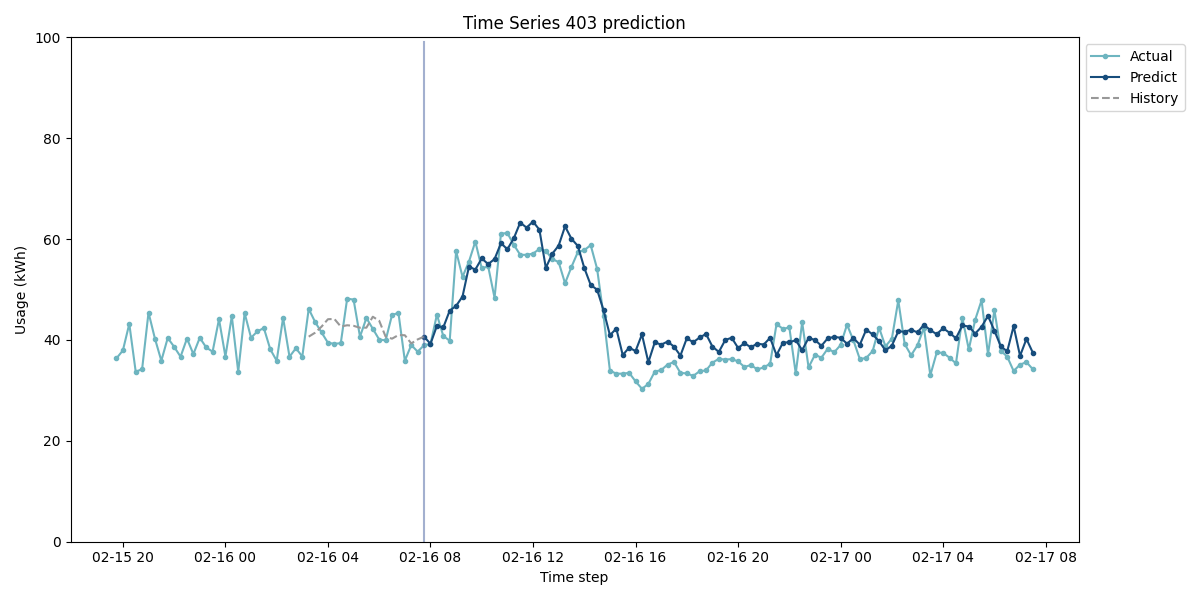 Time Series 403 prediction
100
80
60
40
20
0
Usage (kWh)
02-15 20
02-16 00
02-16 04
02-16 08
02-16 12
02-16 16
02-16 20
02-17 00
02-17 04
02-17 08
Time step
Actual
Predict
History